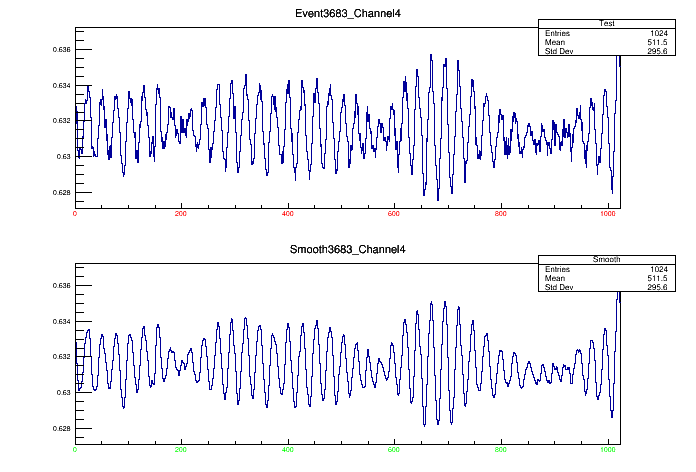 Event3683_Channel4
Test
Entries 1024
Mean 511.5
Std Dev 295.6
0.636
0.634
0.632
0.63
0.628
0 200 400 600 800 1000
Smooth3683_Channel4
Smooth
Entries 1024
Mean 511.5
Std Dev 295.6
0.636
0.634
0.632
0.63
0.628
0 200 400 600 800 1000